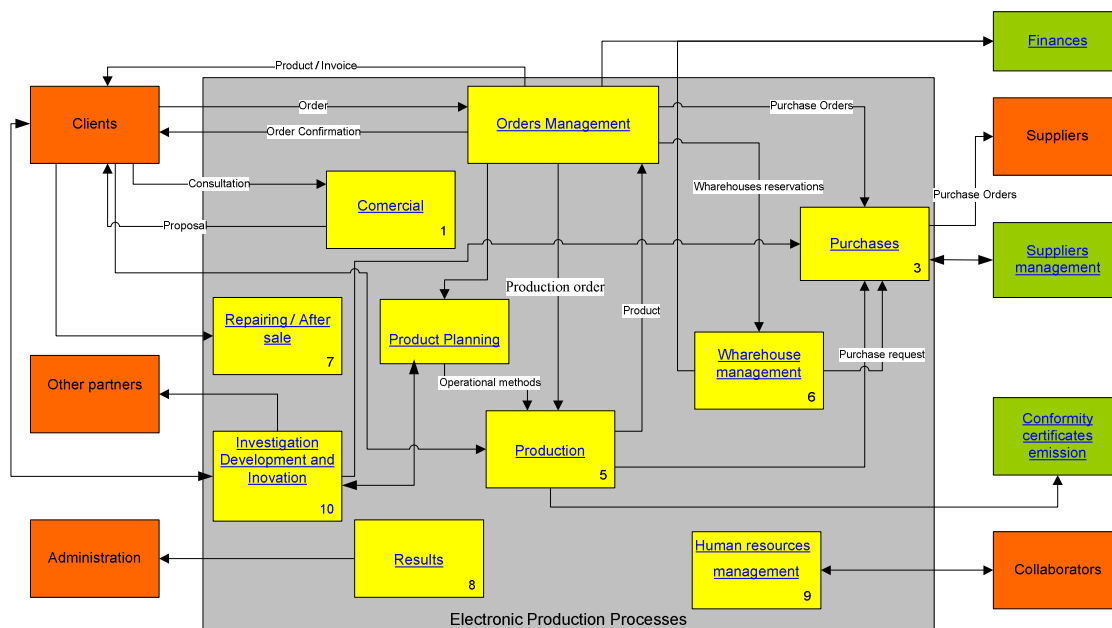 Finances
Product / Invoice
Clients
Order
Orders Management
Purchase Orders
Suppliers
Order Confirmation
Consultation
Wharehouses reservations
Purchase Orders
Comercial
1
Proposal
Purchases
3
Suppliers
management
Production order
Repairing / After
sale
7
Product Planning
Product
Wharehouse
management
6
Purchase request
Other partners
Operational methods
Conformity
certificates
emission
Investigation
Development and
Inovation
10
Production
5
Administration
Results
8
Human resources
management
9
Collaborators
Electronic Production Processes